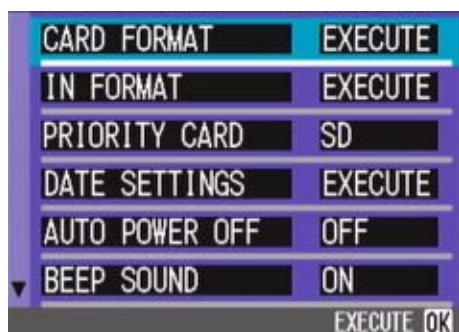 CARD FORMAT EXECUTE
IN FORMAT EXECUTE
PRIORITY CARD SD
DATE SETTINGS EXECUTE
AUTO POWER OFF OFF
BEEP SOUND ON
EXECUTE OK